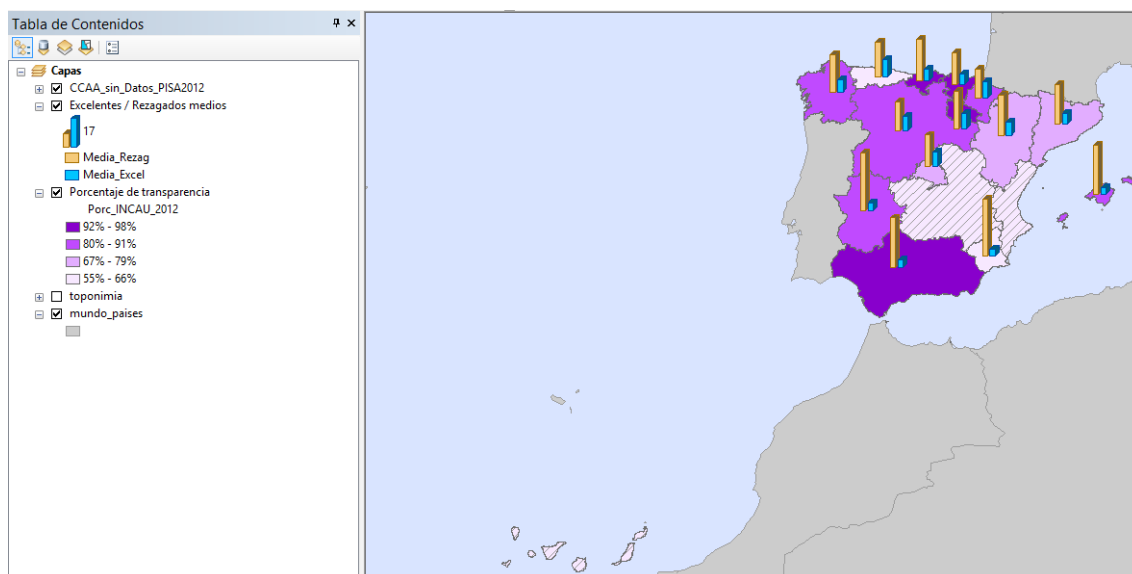 Tabla de Contenidos
Capas
CCAA_sin_Datos_PISA2012
Excelentes / Rezagados medios
17
Media_Rezag
Media_Excel
Porcentaje de transparencia
Porc_INCAU_2012
92% - 98%
80% - 91%
67% - 79%
55% - 66%
toponimia
mundo_paises